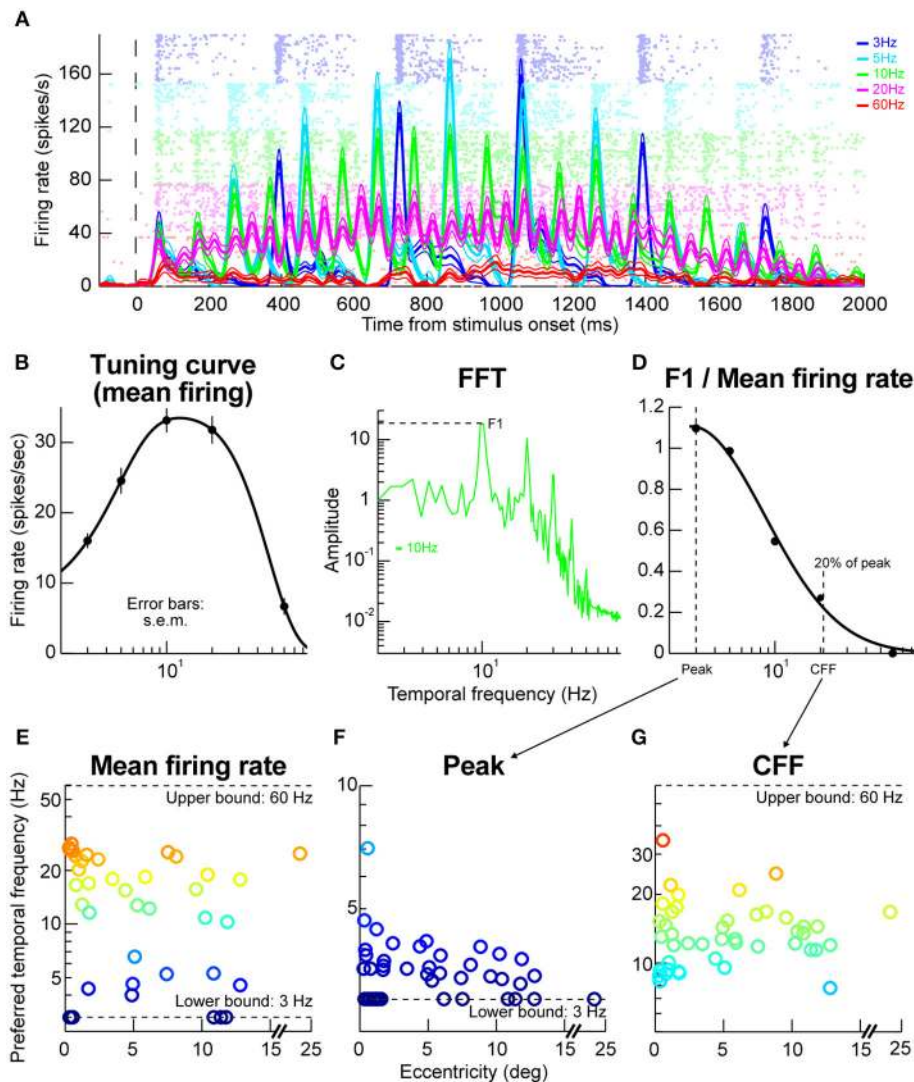 A
160
120
80
40
0
Firing rate (spikes/s)
3Hz
5Hz
10Hz
20Hz
60Hz
0 200 400 600 800 1000 1200 1400 1600 1800 2000
Time from stimulus onset (ms)
B
Tuning curve
(mean firing)
30
20
10
0
Firing rate (spikes/sec)
Error bars:
s.e.m.
10¹
C
FFT
F1
10
1
10⁻¹
10⁻²
Amplitude
10Hz
10¹
Temporal frequency (Hz)
D
F1 / Mean firing rate
1.2
1
0.8
0.6
0.4
0.2
0
20% of peak
Peak
10¹
CFF
E
Mean firing rate
Upper bound: 60 Hz
50
20
10
5
Preferred temporal frequency (Hz)
Lower bound: 3 Hz
0 5 10 15 25
F
Peak
10
5
Lower bound: 3 Hz
0 5 10 15 25
Eccentricity (deg)
G
CFF
Upper bound: 60 Hz
30
20
10
0 5 10 15 25